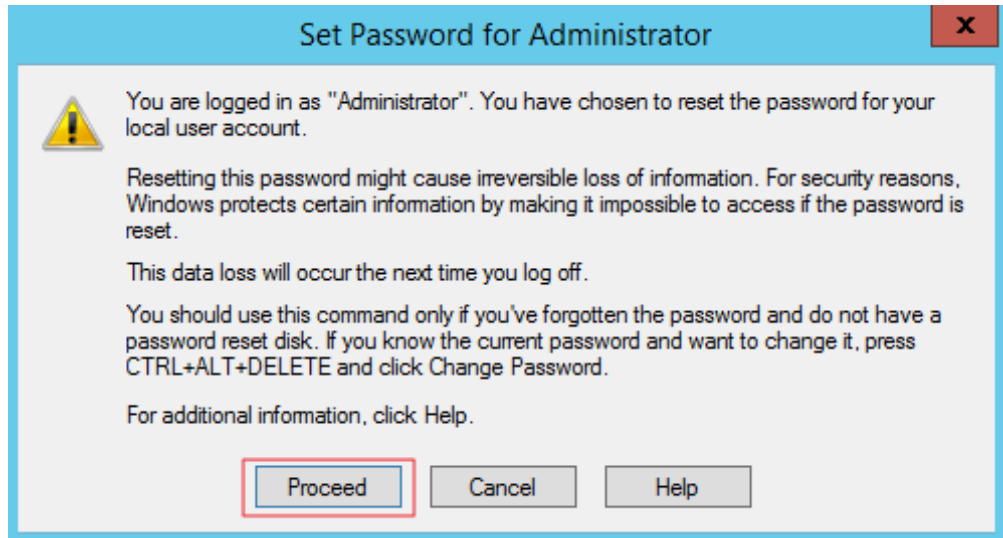 Set Password for Administrator
x
You are logged in as "Administrator". You have chosen to reset the password for your
local user account.
Resetting this password might cause irreversible loss of information. For security reasons,
Windows protects certain information by making it impossible to access if the password is
reset.
This data loss will occur the next time you log off.
You should use this command only if you've forgotten the password and do not have a
password reset disk. If you know the current password and want to change it, press
CTRL+ALT+DELETE and click Change Password.
For additional information, click Help.
Proceed Cancel Help